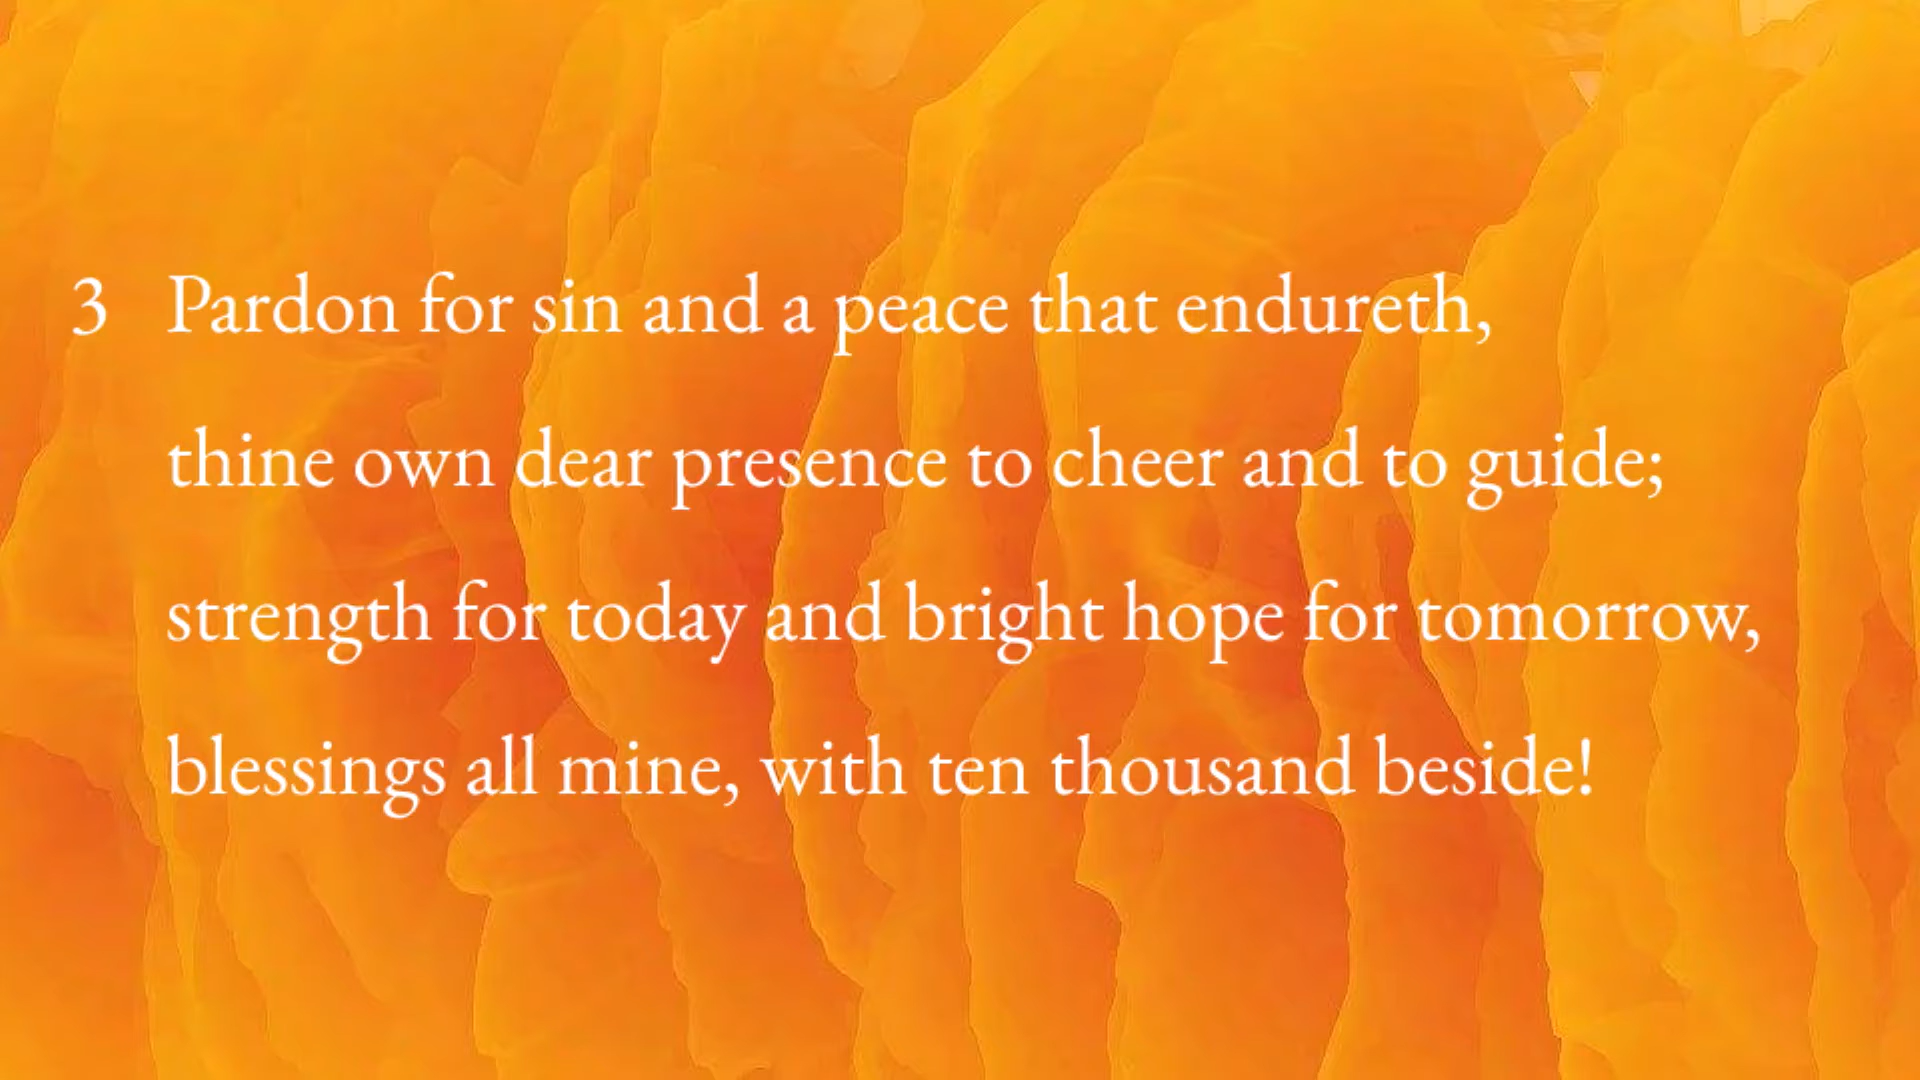 3 Pardon for sin and a peace that endureth,
thine own dear presence to cheer and to guide;
strength for today and bright hope for tomorrow,
blessings all mine, with ten thousand beside!